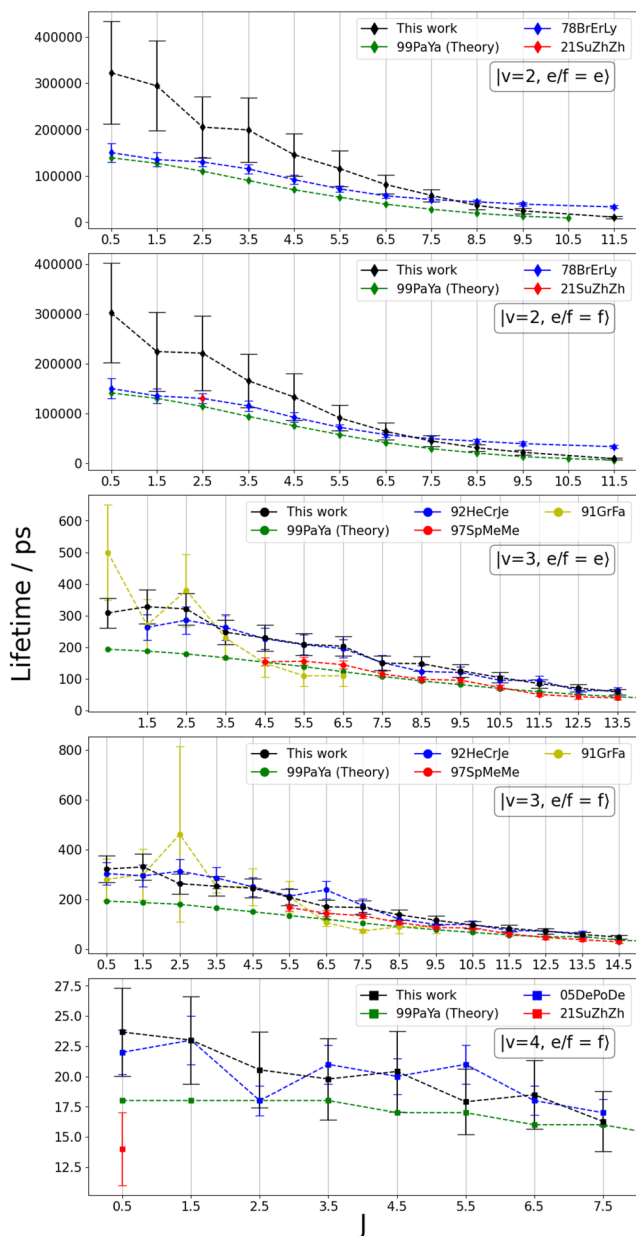 This work
78BrErLy
99PaYa (Theory)
21SuZhZh
|v=2, e/f = e⟩
400000
300000
200000
100000
0
0.5 1.5 2.5 3.5 4.5 5.5 6.5 7.5 8.5 9.5 10.5 11.5
This work
78BrErLy
99PaYa (Theory)
21SuZhZh
|v=2, e/f = f⟩
400000
300000
200000
100000
0
0.5 1.5 2.5 3.5 4.5 5.5 6.5 7.5 8.5 9.5 10.5 11.5
Lifetime / ps
This work
92HeCrJe
91GrFa
99PaYa (Theory)
97SpMeMe
|v=3, e/f = e⟩
600
500
400
300
200
100
0
1.5 2.5 3.5 4.5 5.5 6.5 7.5 8.5 9.5 10.5 11.5 12.5 13.5
This work
92HeCrJe
91GrFa
99PaYa (Theory)
97SpMeMe
|v=3, e/f = f⟩
800
600
400
200
0
0.5 1.5 2.5 3.5 4.5 5.5 6.5 7.5 8.5 9.5 10.5 11.5 12.5 13.5 14.5
This work
05DePoDe
99PaYa (Theory)
21SuZhZh
|v=4, e/f = f⟩
27.5
25.0
22.5
20.0
17.5
15.0
12.5
0.5 1.5 2.5 3.5 4.5 5.5 6.5 7.5
J